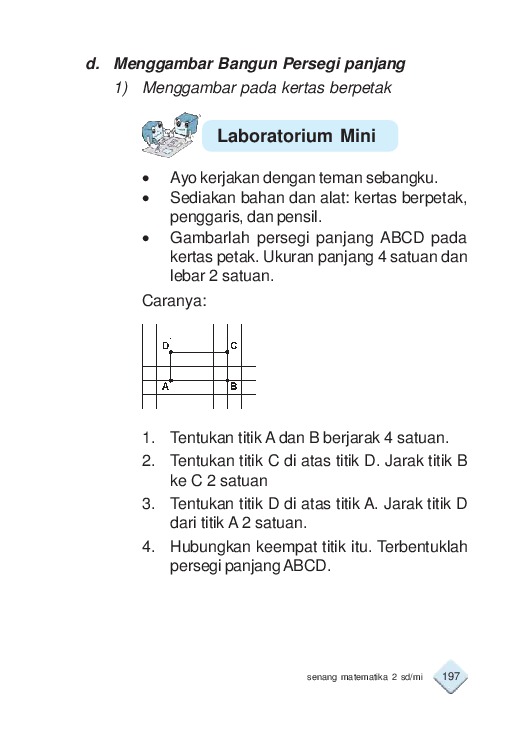 d. Menggambar Bangun Persegi panjang
1) Menggambar pada kertas berpetak
Laboratorium Mini
• Ayo kerjakan dengan teman sebangku.
• Sediakan bahan dan alat: kertas berpetak,
penggaris, dan pensil.
• Gambarlah persegi panjang ABCD pada
kertas petak. Ukuran panjang 4 satuan dan
lebar 2 satuan.
Caranya:
D C
A B
1. Tentukan titik A dan B berjarak 4 satuan.
2. Tentukan titik C di atas titik D. Jarak titik B
ke C 2 satuan
3. Tentukan titik D di atas titik A. Jarak titik D
dari titik A 2 satuan.
4. Hubungkan keempat titik itu. Terbentuklah
persegi panjang ABCD.
senang matematika 2 sd/mi 197